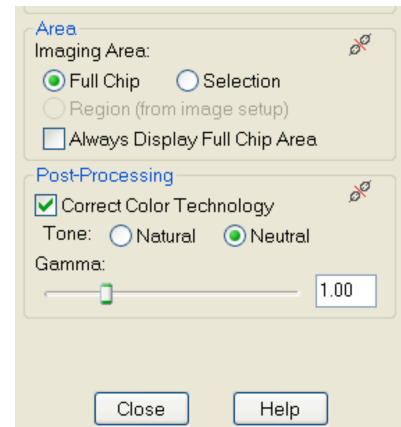 Area
Imaging Area:
Full Chip Selection
Region (from image setup)
Always Display Full Chip Area
Post-Processing
Correct Color Technology
Tone: Natural Neutral
Gamma:
1.00
Close Help